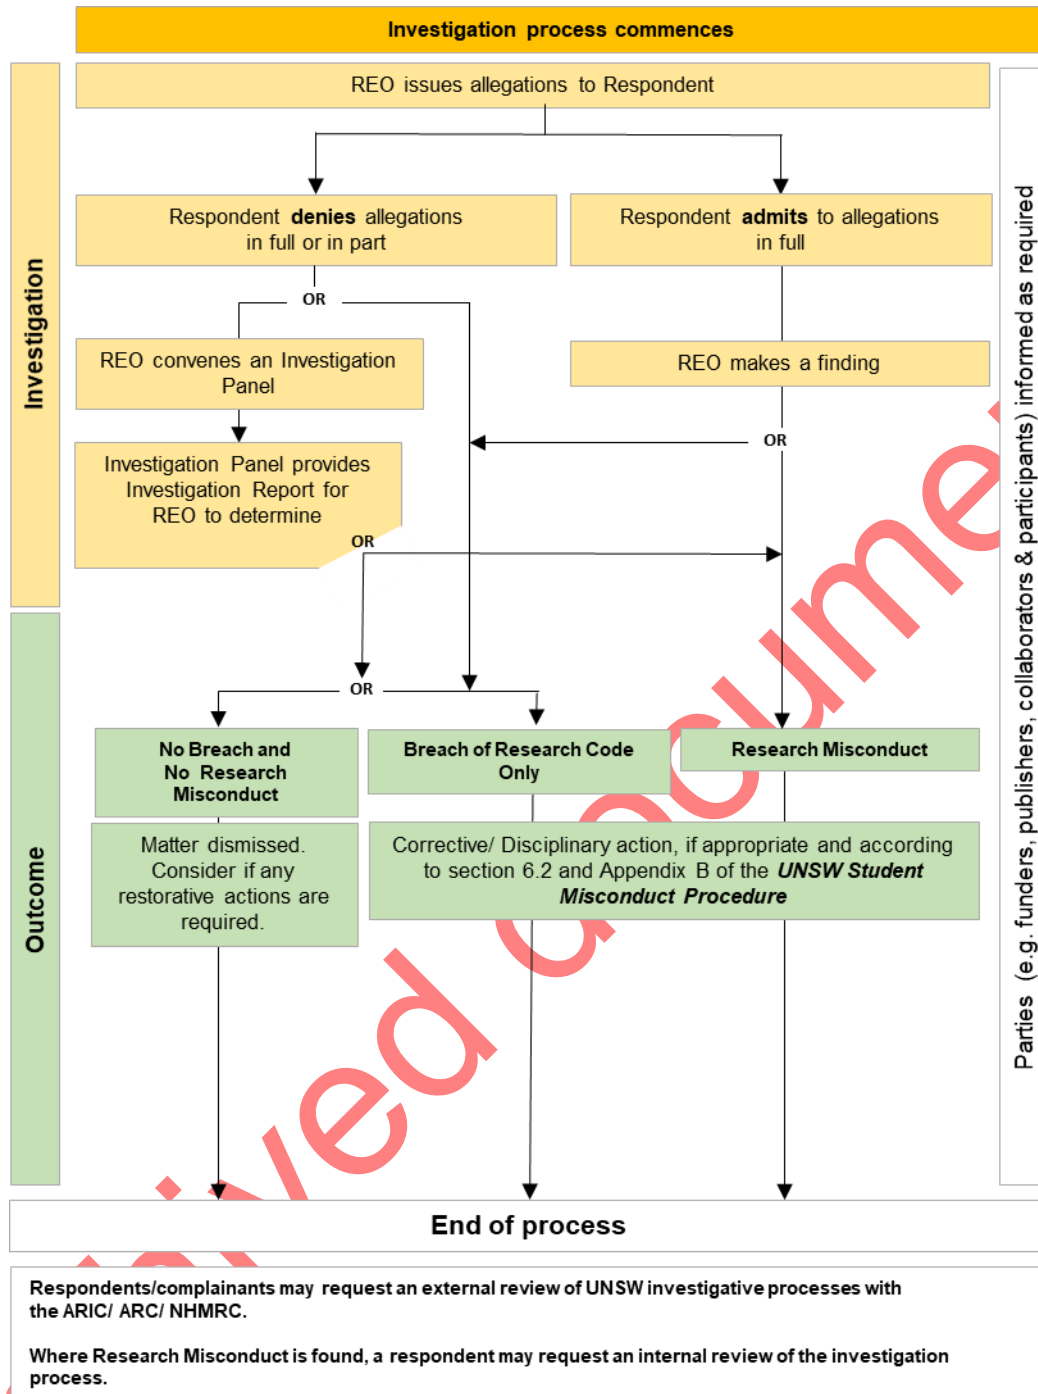 Investigation process commences
Investigation
REO issues allegations to Respondent
Respondent denies allegations
in full or in part
Respondent admits to allegations
in full
OR
REO convenes an Investigation
Panel
REO makes a finding
OR
Investigation Panel provides
Investigation Report for
REO to determine
OR
OR
Outcome
No Breach and
No Research
Misconduct
Breach of Research Code
Only
Research Misconduct
Matter dismissed.
Consider if any
restorative actions are
required.
Corrective/ Disciplinary action, if appropriate and according
to section 6.2 and Appendix B of the UNSW Student
Misconduct Procedure
Parties (e.g. funders, publishers, collaborators & participants) informed as required
End of process
Respondents/complainants may request an external review of UNSW investigative processes with
the ARIC/ ARC/ NHMRC.
Where Research Misconduct is found, a respondent may request an internal review of the investigation
process.